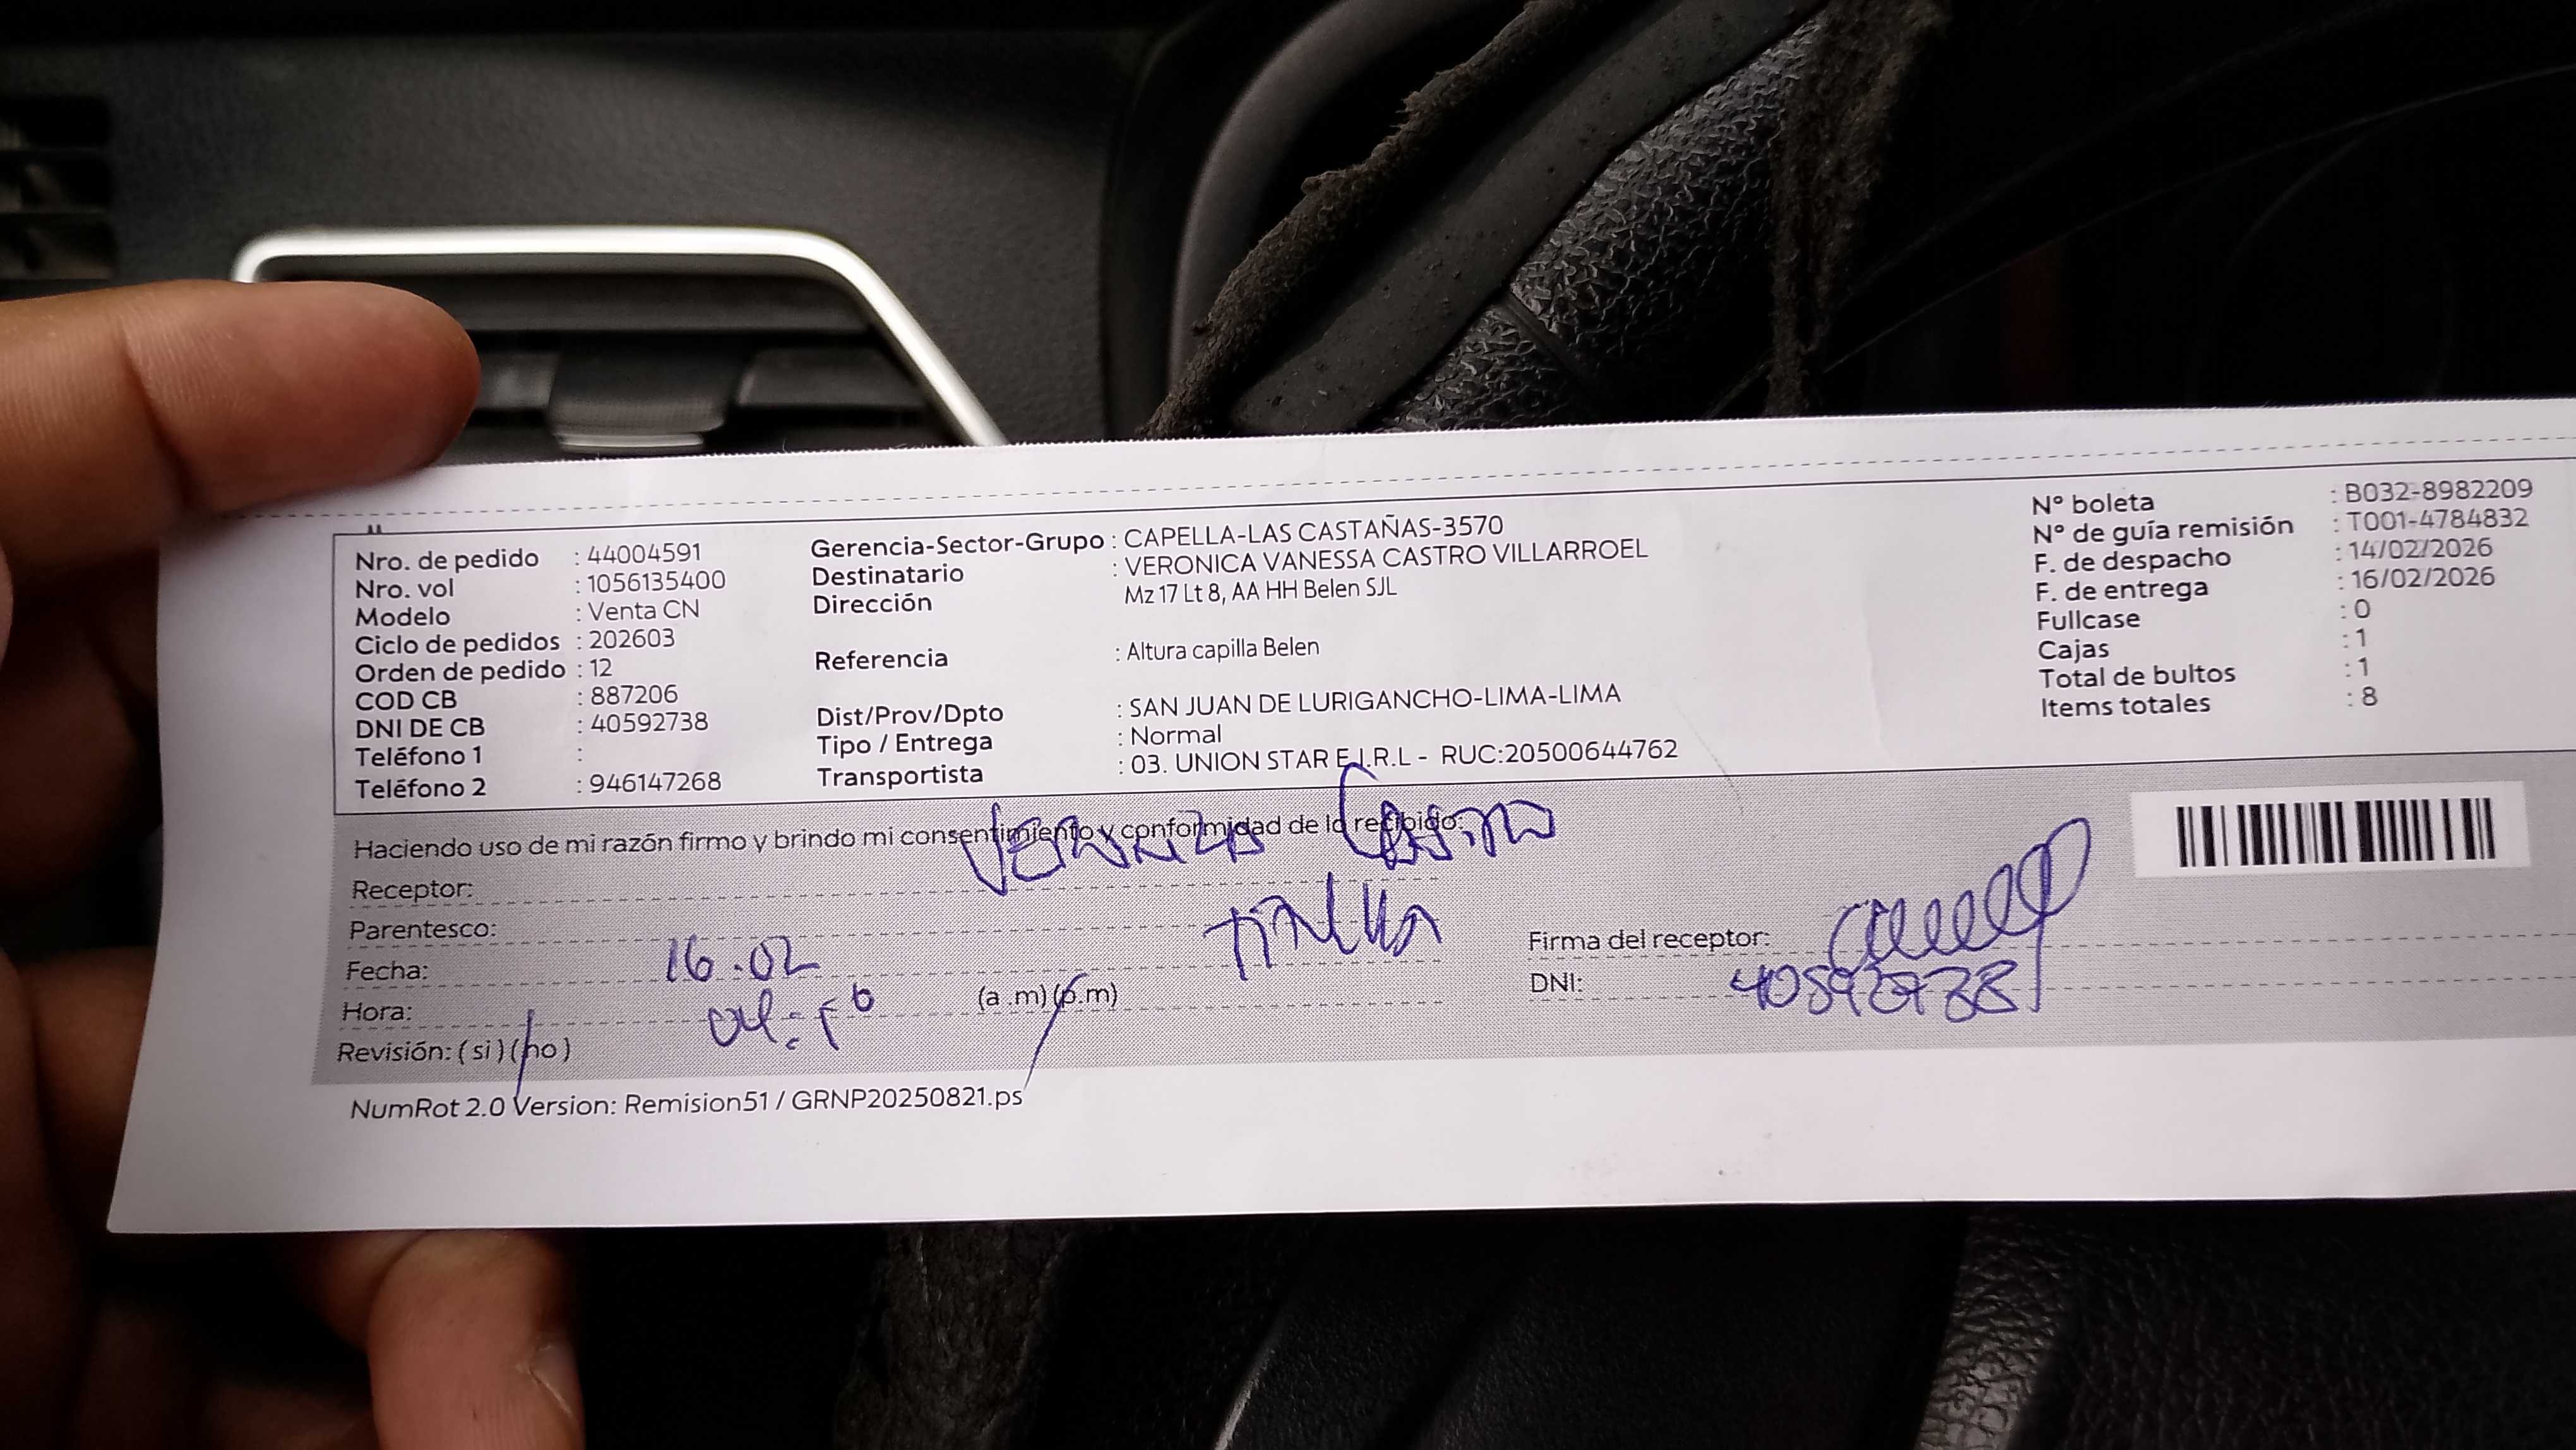 Nro. de pedido : 44004591
Nro. vol : 1056135400
Modelo : Venta CN
Ciclo de pedidos : 202603
Orden de pedido : 12
COD CB : 887206
DNI DE CB : 40592738
Teléfono 1 :
Teléfono 2 : 946147268
Gerencia-Sector-Grupo : CAPELLA-LAS CASTAÑAS-3570
Destinatario : VERONICA VANESSA CASTRO VILLARROEL
Dirección Mz 17 Lt 8, AA HH Belen SJL
Referencia : Altura capilla Belen
Dist/Prov/Dpto : SAN JUAN DE LURIGANCHO-LIMA-LIMA
Tipo / Entrega : Normal
Transportista : 03. UNION STAR E.I.R.L - RUC:20500644762
N° boleta : B032-8982209
N° de guía remisión : T001-4784832
F. de despacho : 14/02/2026
F. de entrega : 16/02/2026
Fullcase : 0
Cajas : 1
Total de bultos : 1
Items totales : 8
Haciendo uso de mi razón firmo y brindo mi consentimiento y conformidad de lo recibido.
Receptor: Castro
Parentesco:
Fecha: 16.02
Hora: (a .m) (p.m)
Revisión: ( si ) ( no )
Firma del receptor:
DNI: 40592738
NumRot 2.0 Version: Remision51 / GRNP20250821.ps